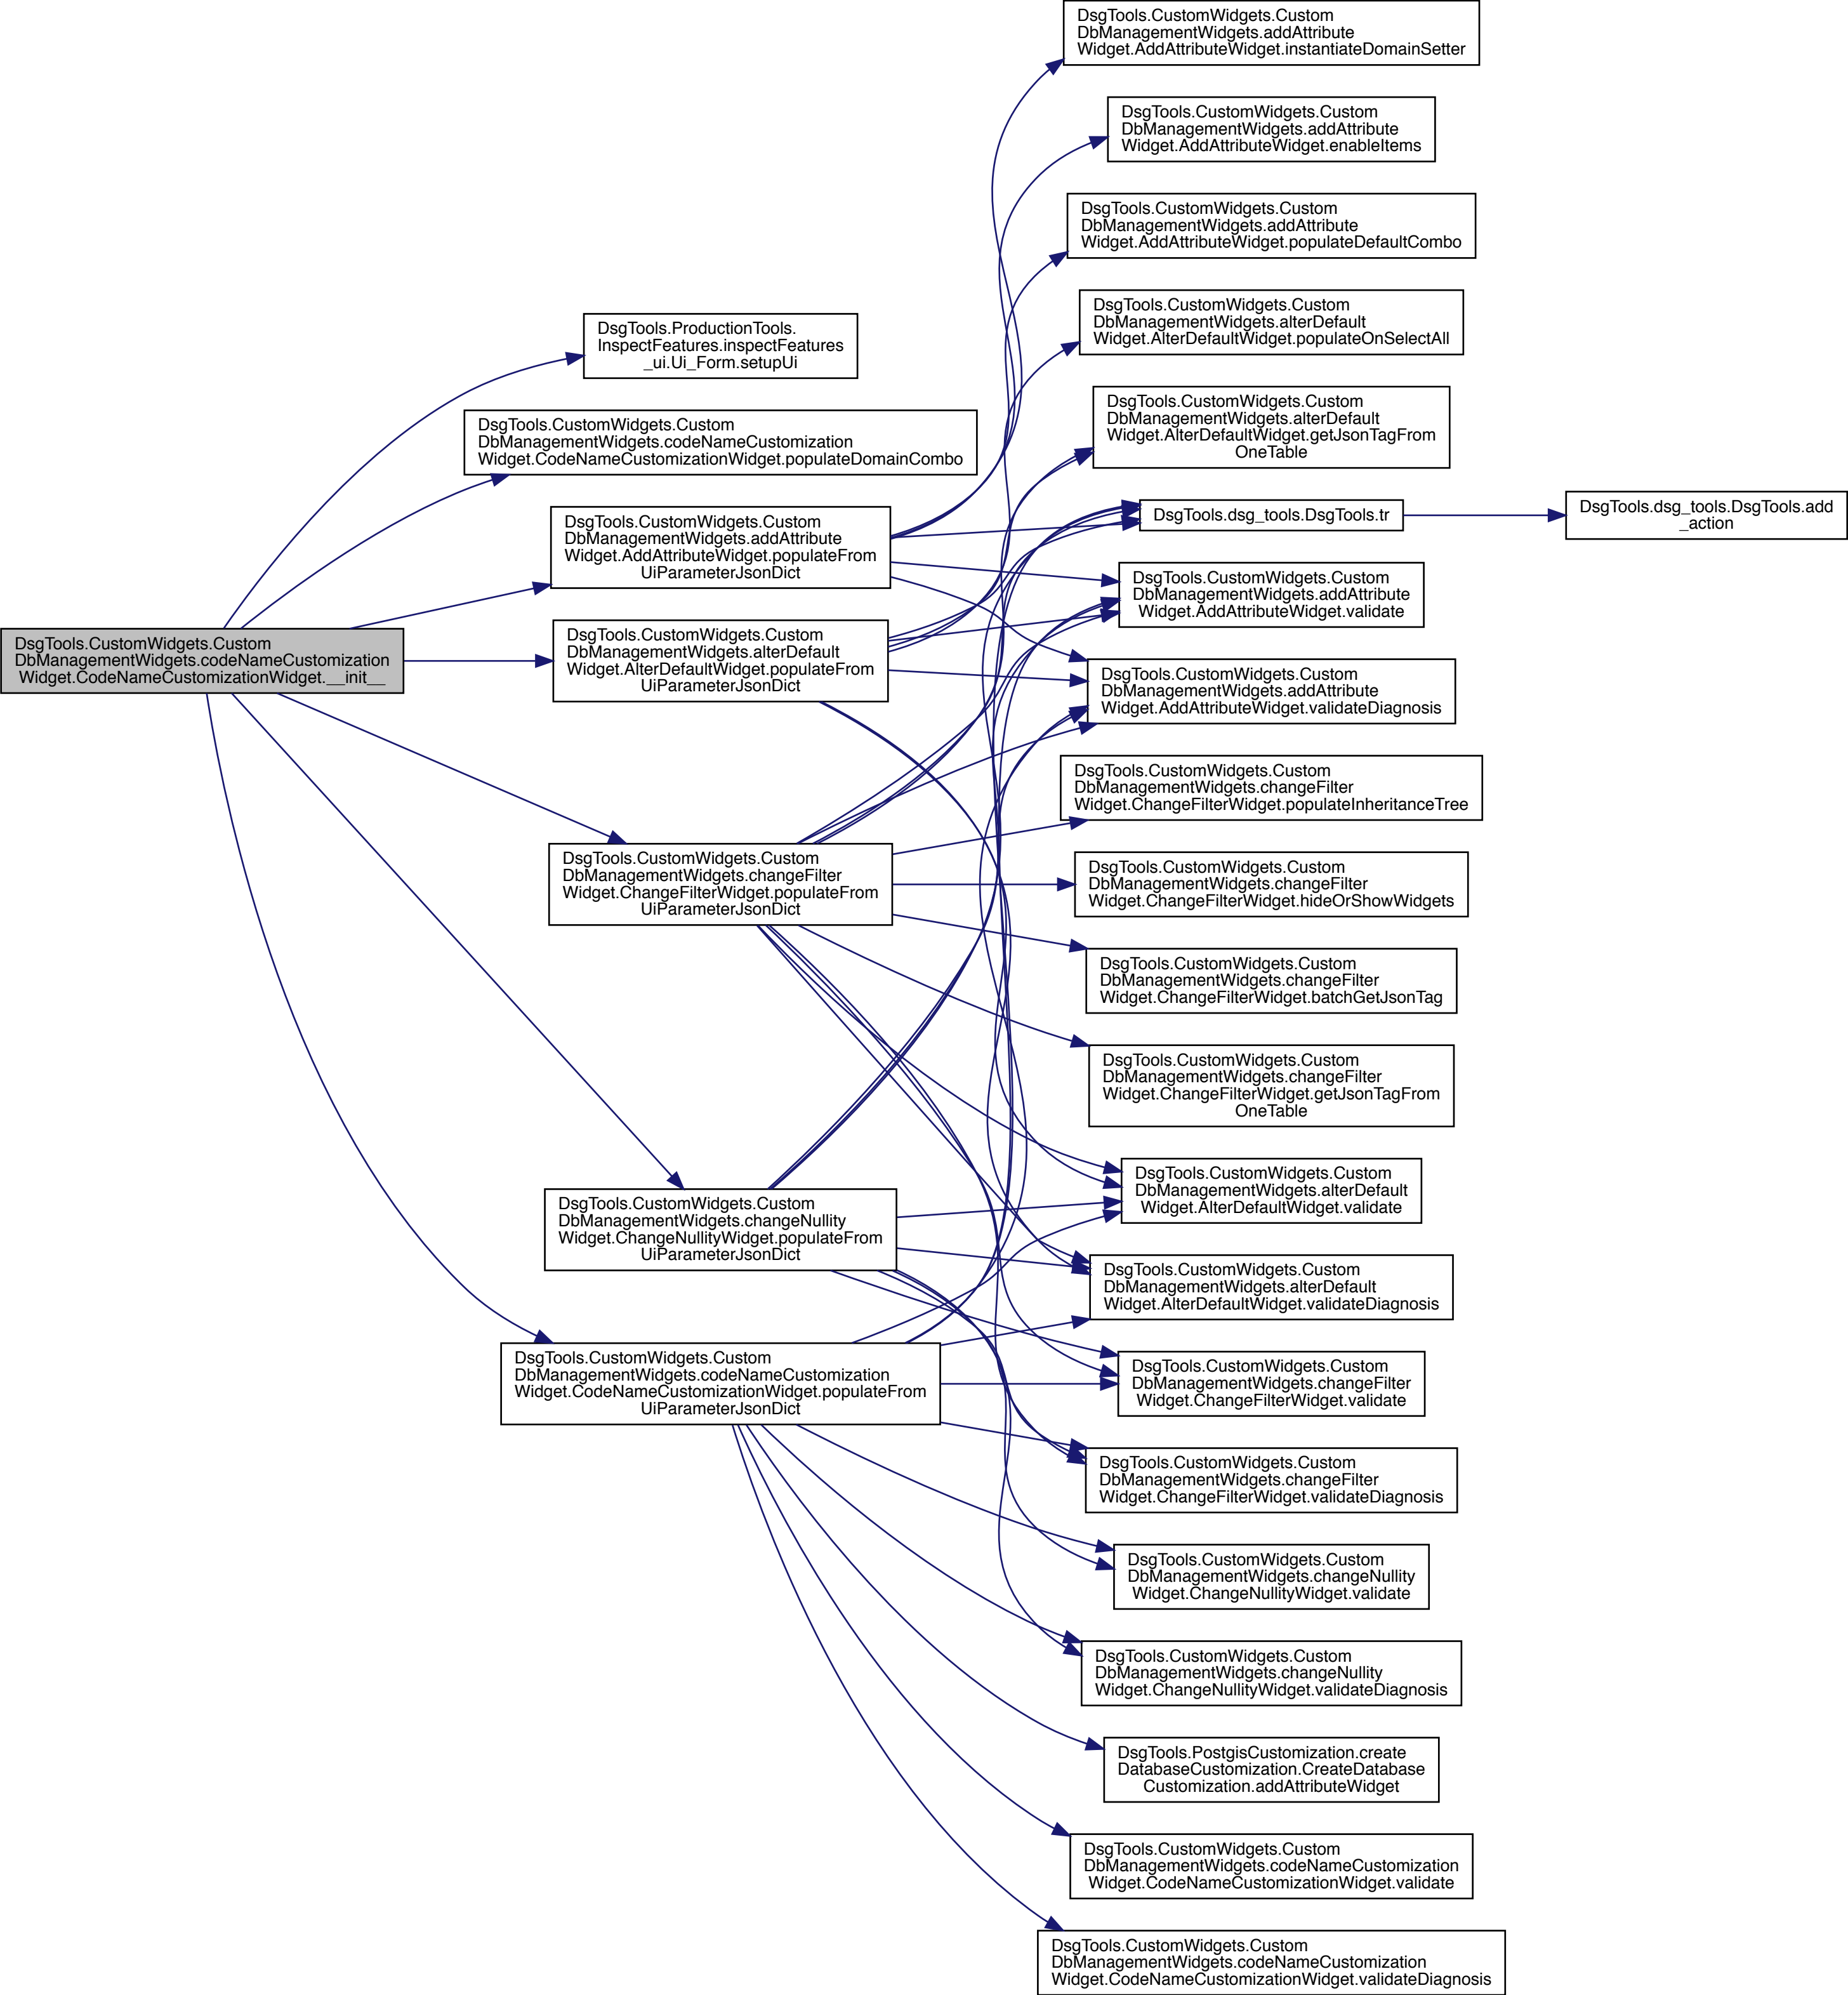 DsgTools.CustomWidgets.Custom
DbManagementWidgets.codeNameCustomization
Widget.CodeNameCustomizationWidget.__init__
DsgTools.ProductionTools.
InspectFeatures.inspectFeatures
_ui.Ui_Form.setupUi
DsgTools.CustomWidgets.Custom
DbManagementWidgets.codeNameCustomization
Widget.CodeNameCustomizationWidget.populateDomainCombo
DsgTools.CustomWidgets.Custom
DbManagementWidgets.addAttribute
Widget.AddAttributeWidget.populateFrom
UiParameterJsonDict
DsgTools.CustomWidgets.Custom
DbManagementWidgets.alterDefault
Widget.AlterDefaultWidget.populateFrom
UiParameterJsonDict
DsgTools.CustomWidgets.Custom
DbManagementWidgets.changeFilter
Widget.ChangeFilterWidget.populateFrom
UiParameterJsonDict
DsgTools.CustomWidgets.Custom
DbManagementWidgets.changeNullity
Widget.ChangeNullityWidget.populateFrom
UiParameterJsonDict
DsgTools.CustomWidgets.Custom
DbManagementWidgets.codeNameCustomization
Widget.CodeNameCustomizationWidget.populateFrom
UiParameterJsonDict
DsgTools.CustomWidgets.Custom
DbManagementWidgets.addAttribute
Widget.AddAttributeWidget.instantiateDomainSetter
DsgTools.CustomWidgets.Custom
DbManagementWidgets.addAttribute
Widget.AddAttributeWidget.enableItems
DsgTools.CustomWidgets.Custom
DbManagementWidgets.addAttribute
Widget.AddAttributeWidget.populateDefaultCombo
DsgTools.CustomWidgets.Custom
DbManagementWidgets.alterDefault
Widget.AlterDefaultWidget.populateOnSelectAll
DsgTools.CustomWidgets.Custom
DbManagementWidgets.alterDefault
Widget.AlterDefaultWidget.getJsonTagFrom
OneTable
DsgTools.dsg_tools.DsgTools.tr
DsgTools.dsg_tools.DsgTools.add
_action
DsgTools.CustomWidgets.Custom
DbManagementWidgets.addAttribute
Widget.AddAttributeWidget.validate
DsgTools.CustomWidgets.Custom
DbManagementWidgets.addAttribute
Widget.AddAttributeWidget.validateDiagnosis
DsgTools.CustomWidgets.Custom
DbManagementWidgets.changeFilter
Widget.ChangeFilterWidget.populateInheritanceTree
DsgTools.CustomWidgets.Custom
DbManagementWidgets.changeFilter
Widget.ChangeFilterWidget.hideOrShowWidgets
DsgTools.CustomWidgets.Custom
DbManagementWidgets.changeFilter
Widget.ChangeFilterWidget.batchGetJsonTag
DsgTools.CustomWidgets.Custom
DbManagementWidgets.changeFilter
Widget.ChangeFilterWidget.getJsonTagFrom
OneTable
DsgTools.CustomWidgets.Custom
DbManagementWidgets.alterDefault
Widget.AlterDefaultWidget.validate
DsgTools.CustomWidgets.Custom
DbManagementWidgets.alterDefault
Widget.AlterDefaultWidget.validateDiagnosis
DsgTools.CustomWidgets.Custom
DbManagementWidgets.changeFilter
Widget.ChangeFilterWidget.validate
DsgTools.CustomWidgets.Custom
DbManagementWidgets.changeFilter
Widget.ChangeFilterWidget.validateDiagnosis
DsgTools.CustomWidgets.Custom
DbManagementWidgets.changeNullity
Widget.ChangeNullityWidget.validate
DsgTools.CustomWidgets.Custom
DbManagementWidgets.changeNullity
Widget.ChangeNullityWidget.validateDiagnosis
DsgTools.PostgisCustomization.create
DatabaseCustomization.CreateDatabase
Customization.addAttributeWidget
DsgTools.CustomWidgets.Custom
DbManagementWidgets.codeNameCustomization
Widget.CodeNameCustomizationWidget.validate
DsgTools.CustomWidgets.Custom
DbManagementWidgets.codeNameCustomization
Widget.CodeNameCustomizationWidget.validateDiagnosis